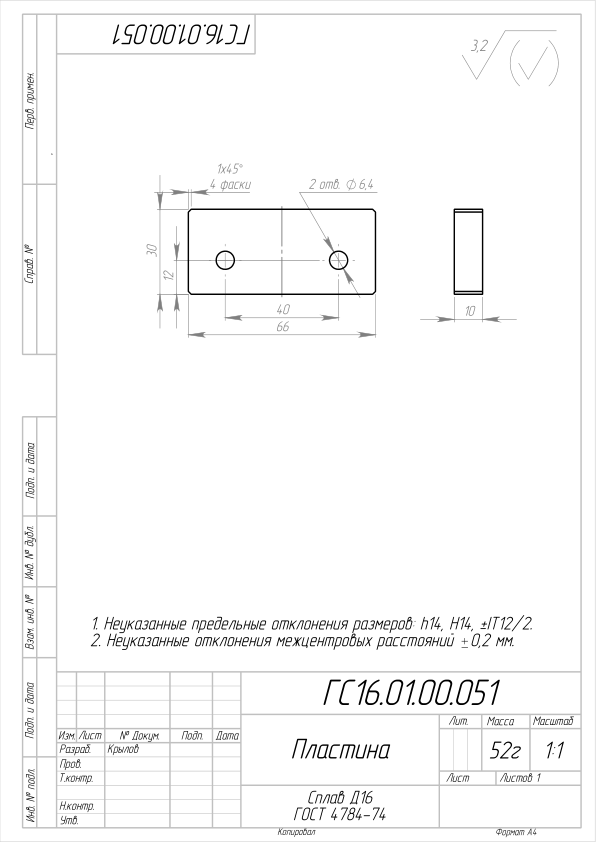 ГС16.01.00.051
3,2
Перв. примен.
Справ. №
1x45°
4 фаски
2 отв. ∅ 6,4
30
12
40
66
10
Подп. и дата
Инв. № дубл.
Взам. инв. №
Подп. и дата
Инв. № подл.
1. Неуказанные предельные отклонения размеров: h14, H14, ±IT12/2.
2. Неуказанные отклонения межцентровых расстояний ±0,2 мм.
ГС16.01.00.051
Изм. Лист № Докум. Подп. Дата
Разраб. Крылов
Пров.
Т.контр.
Н.контр.
Утв.
Пластина
Лит. Масса Масштаб
52г 1:1
Лист Листов 1
Сплав Д16
ГОСТ 4784-74
Копировал Формат А4